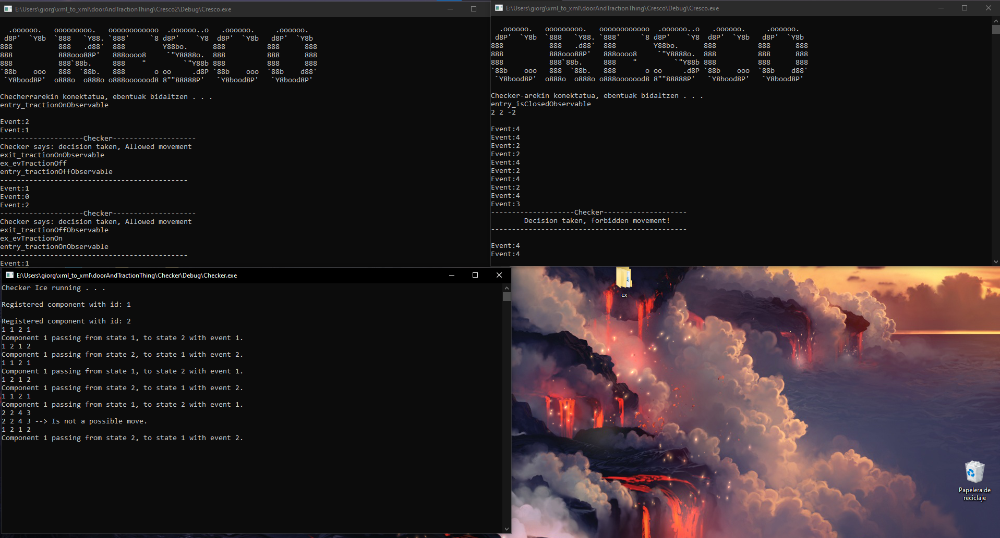 E:\Users\giorg\xml_to_xml\doorAndTractionThing\Cresco2\Debug\Cresco.exe
  .oooooo.   ooooooooo.   oooooooooooo  .oooooo..o   .oooooo.     .oooooo.
 d8P'  `Y8b  `888   `Y88. `888'     `8 d8P'    `Y8  d8P'  `Y8b   d8P'  `Y8b
888           888   .d88'  888         Y88bo.      888          888      888
888           888ooo88P'   888oooo8     `"Y8888o.  888          888      888
888           888`88b.     888    "         `"Y88b 888          888      888
`88b    ooo   888  `88b.   888       o oo     .d8P `88b    ooo  `88b    d88'
 `Y8bood8P'  o888o  o888o o888ooooood8 8""88888P'   `Y8bood8P'   `Y8bood8P'
Checherrarekin konektatua, ebentuak bidaltzen . . .
entry_tractionOnObservable
Event:2
Event:1
--------------------Checker--------------------
Checker says: decision taken, Allowed movement
exit_tractionOnObservable
ex_evTractionOff
entry_tractionOffObservable
---------------------------------------------
Event:1
Event:0
Event:2
--------------------Checker--------------------
Checker says: decision taken, Allowed movement
exit_tractionOffObservable
ex_evTractionOn
entry_tractionOnObservable
---------------------------------------------
Event:1
E:\Users\giorg\xml_to_xml\doorAndTractionThing\Cresco\Debug\Cresco.exe
  .oooooo.   ooooooooo.   oooooooooooo  .oooooo..o   .oooooo.     .oooooo.
 d8P'  `Y8b  `888   `Y88. `888'     `8 d8P'    `Y8  d8P'  `Y8b   d8P'  `Y8b
888           888   .d88'  888         Y88bo.      888          888      888
888           888ooo88P'   888oooo8     `"Y8888o.  888          888      888
888           888`88b.     888    "         `"Y88b 888          888      888
`88b    ooo   888  `88b.   888       o oo     .d8P `88b    ooo  `88b    d88'
 `Y8bood8P'  o888o  o888o o888ooooood8 8""88888P'   `Y8bood8P'   `Y8bood8P'
Checker-arekin konektatua, ebentuak bidaltzen . . .
entry_isClosedObservable
2 2 -2
Event:4
Event:4
Event:2
Event:2
Event:4
Event:2
Event:4
Event:2
Event:4
Event:3
--------------------Checker--------------------
Decision taken, forbidden movement!
-----------------------------------------------
Event:4
Event:4
E:\Users\giorg\xml_to_xml\doorAndTractionThing\Checker\Debug\Checker.exe
Checker Ice running . . .
Registered component with id: 1
Registered component with id: 2
1 1 2 1
Component 1 passing from state 1, to state 2 with event 1.
1 2 1 2
Component 1 passing from state 2, to state 1 with event 2.
1 1 2 1
Component 1 passing from state 1, to state 2 with event 1.
1 2 1 2
Component 1 passing from state 2, to state 1 with event 2.
1 1 2 1
Component 1 passing from state 1, to state 2 with event 1.
2 2 4 3
2 2 4 3 --> Is not a possible move.
1 2 1 2
Component 1 passing from state 2, to state 1 with event 2.
ex
Papelera de
reciclaje